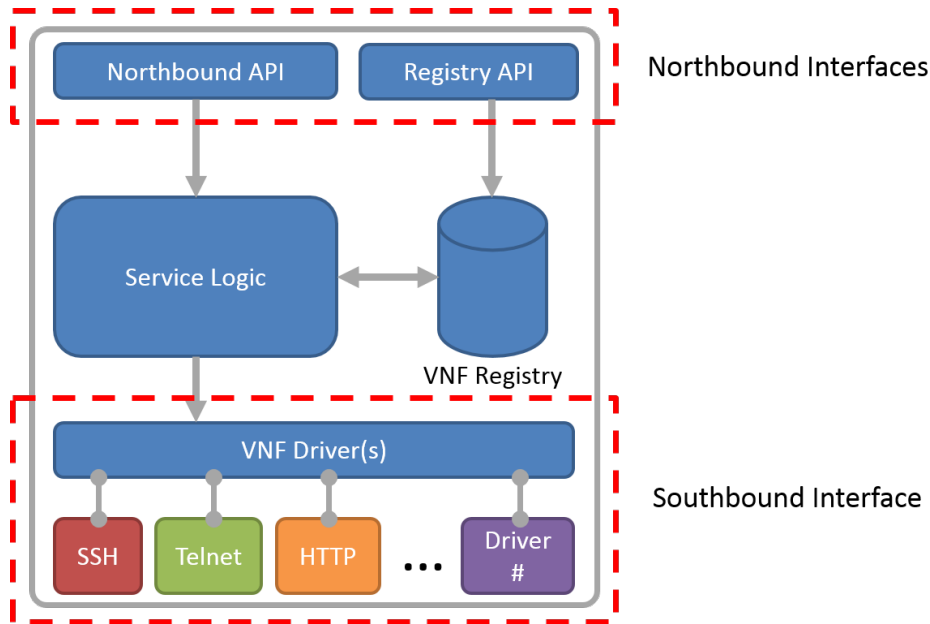 Northbound API
Registry API
Northbound Interfaces
Service Logic
VNF Registry
VNF Driver(s)
Southbound Interface
SSH
Telnet
HTTP
...
Driver
#